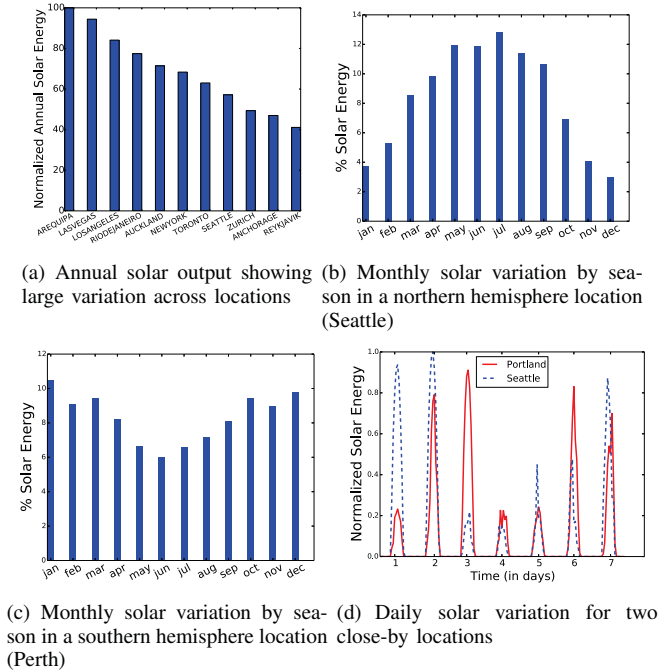 100
80
60
40
20
0
Normalized Annual Solar Energy
AREQUIPA
LASVEGAS
LOSANGELES
RIODEJANEIRO
AUCKLAND
NEWYORK
TORONTO
SEATTLE
ZURICH
ANCHORAGE
REYKJAVIK
(a) Annual solar output showing
large variation across locations
14
12
10
8
6
4
2
0
% Solar Energy
jan
feb
mar
apr
may
jun
jul
aug
sep
oct
nov
dec
(b) Monthly solar variation by sea-
son in a northern hemisphere location
(Seattle)
12
10
8
6
4
2
0
% Solar Energy
jan
feb
mar
apr
may
jun
jul
aug
sep
oct
nov
dec
(c) Monthly solar variation by sea-
son in a southern hemisphere location
(Perth)
1.0
0.8
0.6
0.4
0.2
0.0
Normalized Solar Energy
Portland
Seattle
1 2 3 4 5 6 7
Time (in days)
(d) Daily solar variation for two
close-by locations